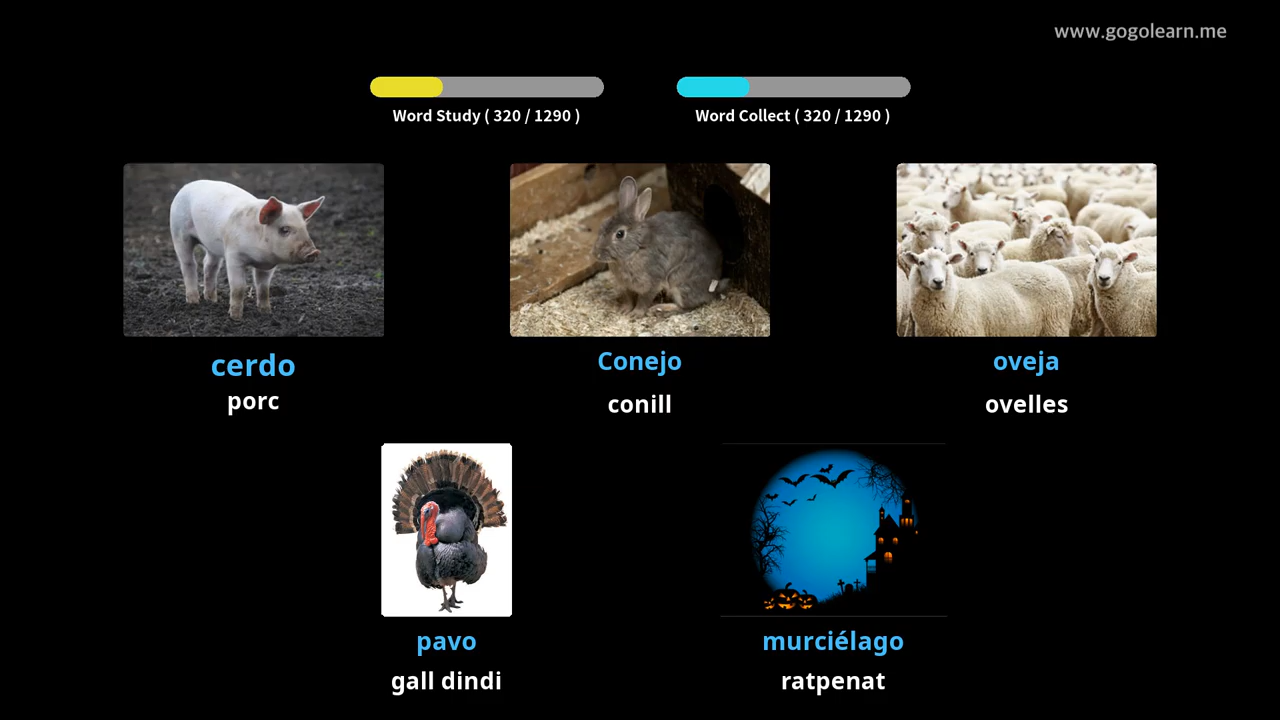 www.gogolearn.me
Word Study ( 320 / 1290 )
Word Collect ( 320 / 1290 )
cerdo
porc
Conejo
conill
oveja
ovelles
pavo
gall dindi
murciélago
ratpenat